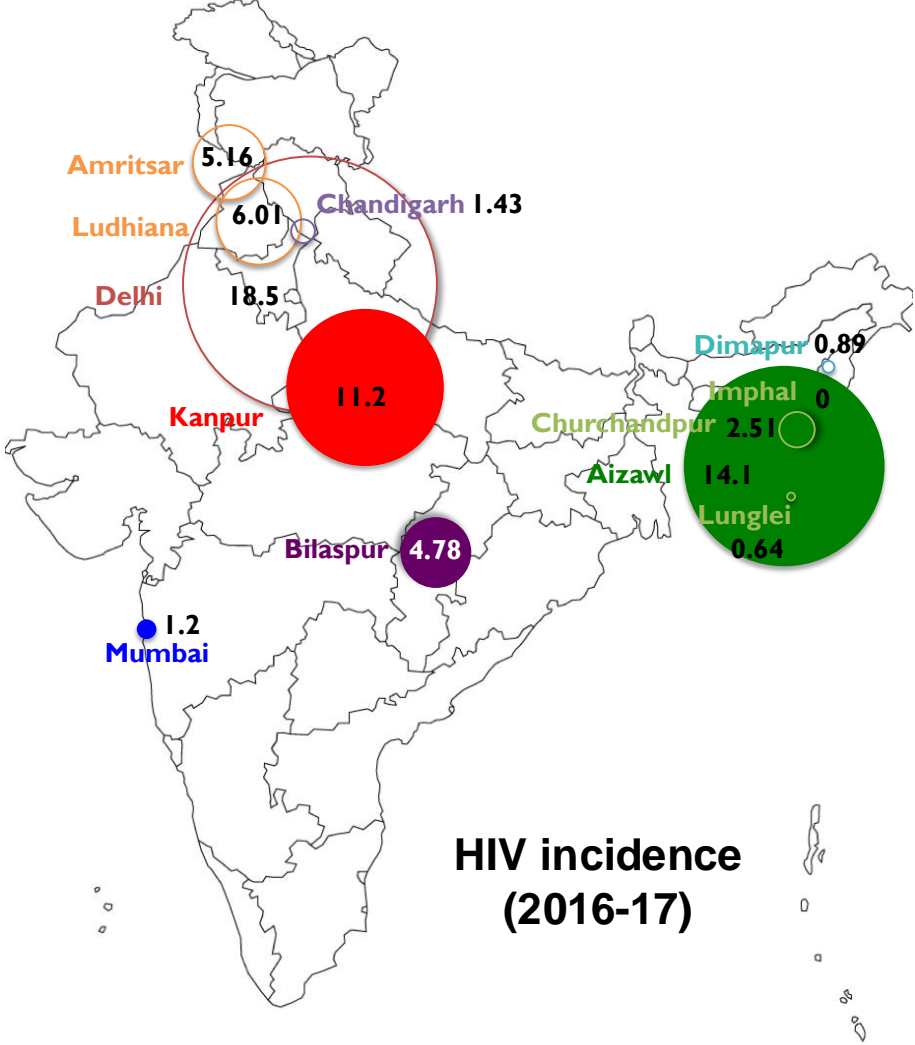 Amritsar 5.16
Chandigarh 1.43
Ludhiana 6.01
Delhi 18.5
Dimapur 0.89
Imphal 0
Kanpur 11.2
Churchandpur 2.51
Aizawl 14.1
Lunglei
0.64
Bilaspur 4.78
1.2
Mumbai
HIV incidence
(2016-17)